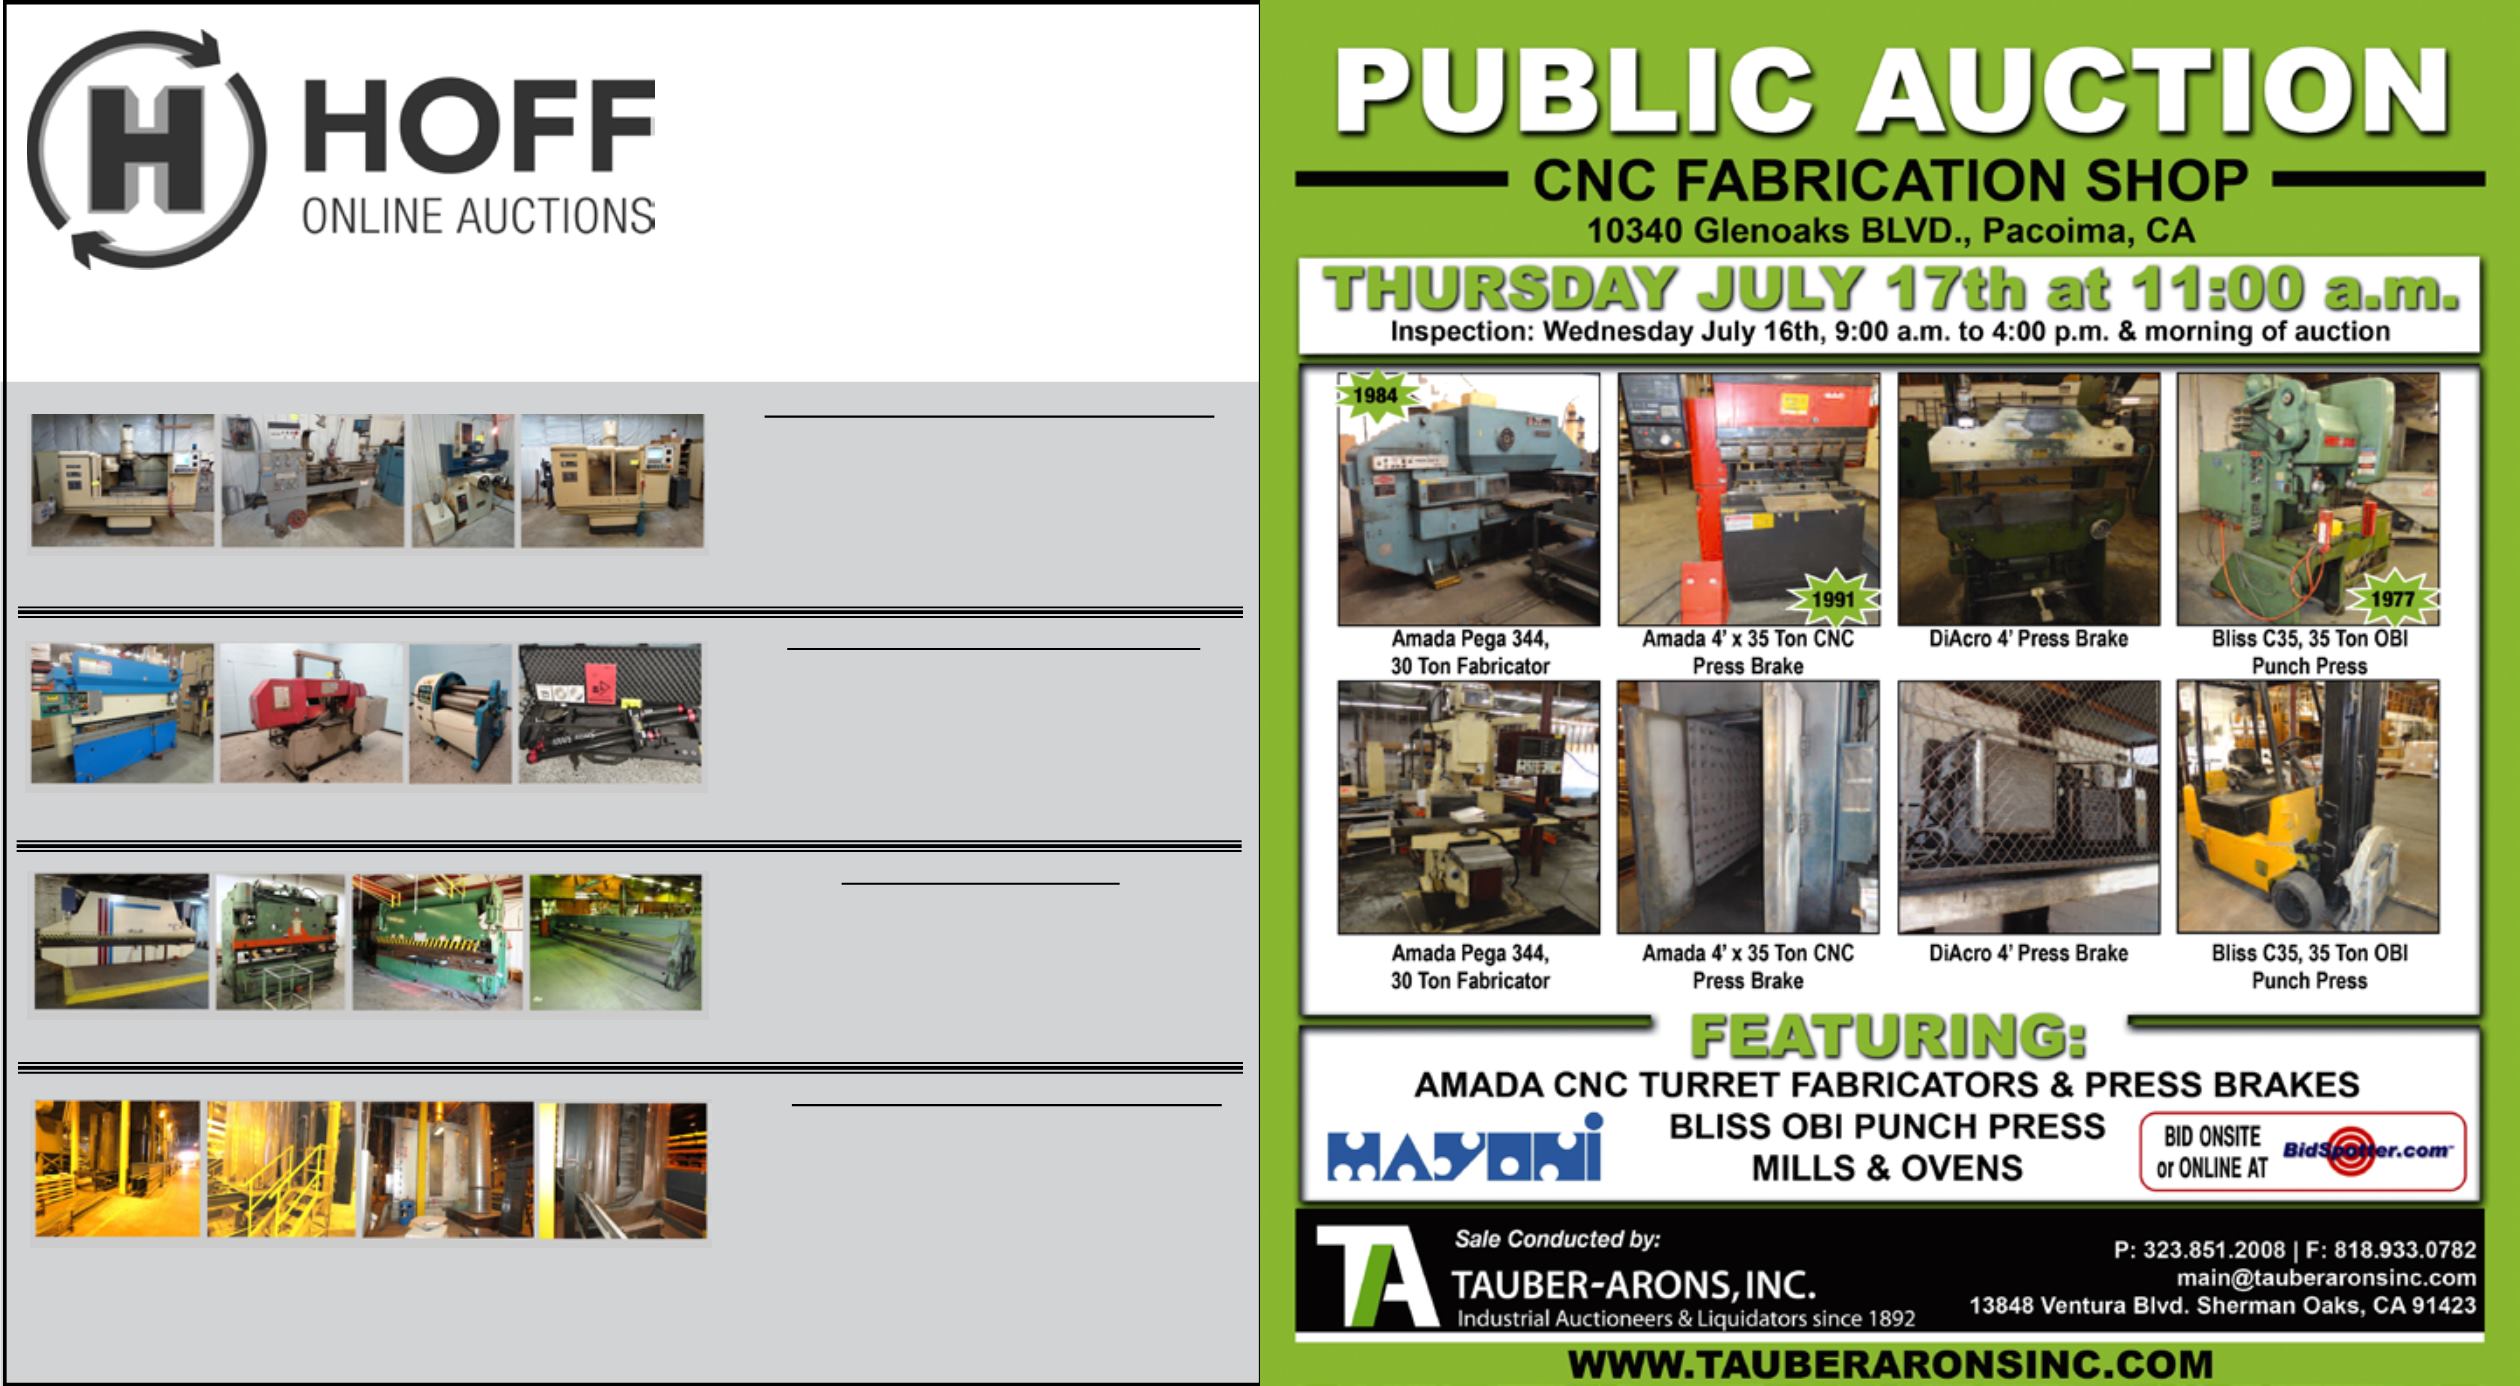 H
HOFF
ONLINE AUCTIONS
PUBLIC AUCTION
CNC FABRICATION SHOP
10340 Glenoaks BLVD., Pacoima, CA
THURSDAY JULY 17th at 11:00 a.m.
Inspection: Wednesday July 16th, 9:00 a.m. to 4:00 p.m. & morning of auction
1984
1991
1977
Amada Pega 344,
30 Ton Fabricator
Amada 4' x 35 Ton CNC
Press Brake
DiAcro 4' Press Brake
Bliss C35, 35 Ton OBI
Punch Press
Amada Pega 344,
30 Ton Fabricator
Amada 4' x 35 Ton CNC
Press Brake
DiAcro 4' Press Brake
Bliss C35, 35 Ton OBI
Punch Press
FEATURING:
AMADA CNC TURRET FABRICATORS & PRESS BRAKES
BLISS OBI PUNCH PRESS
MILLS & OVENS
BID ONSITE
or ONLINE AT
BidSpotter.com
TA
Sale Conducted by:
TAUBER-ARONS, INC.
Industrial Auctioneers & Liquidators since 1892
P: 323.851.2008 | F: 818.933.0782
main@tauberaronsinc.com
13848 Ventura Blvd. Sherman Oaks, CA 91423
WWW.TAUBERARONSINC.COM